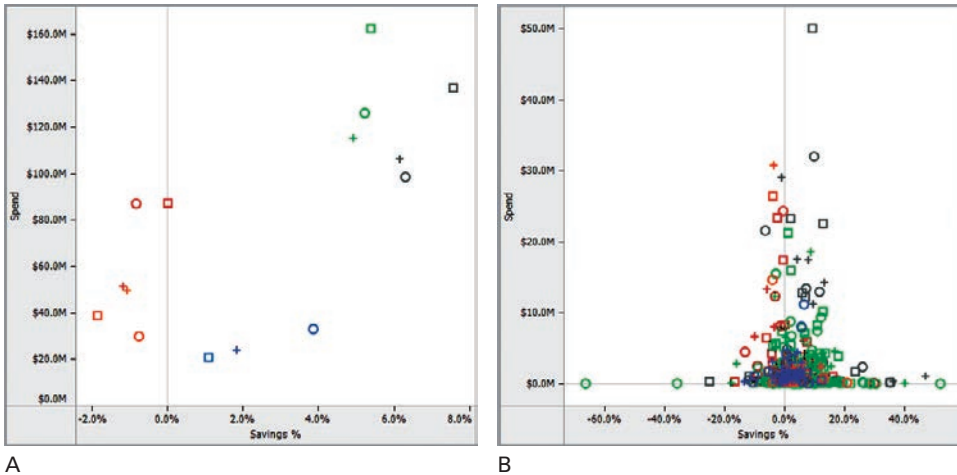 $160.0M
$140.0M
$120.0M
$100.0M
$80.0M
$60.0M
$40.0M
$20.0M
$0.0M
Spend
-2.0% 0.0% 2.0% 4.0% 6.0% 8.0%
Savings %
A
$50.0M
$40.0M
$30.0M
$20.0M
$10.0M
$0.0M
Spend
-60.0% -40.0% -20.0% 0.0% 20.0% 40.0%
Savings %
B